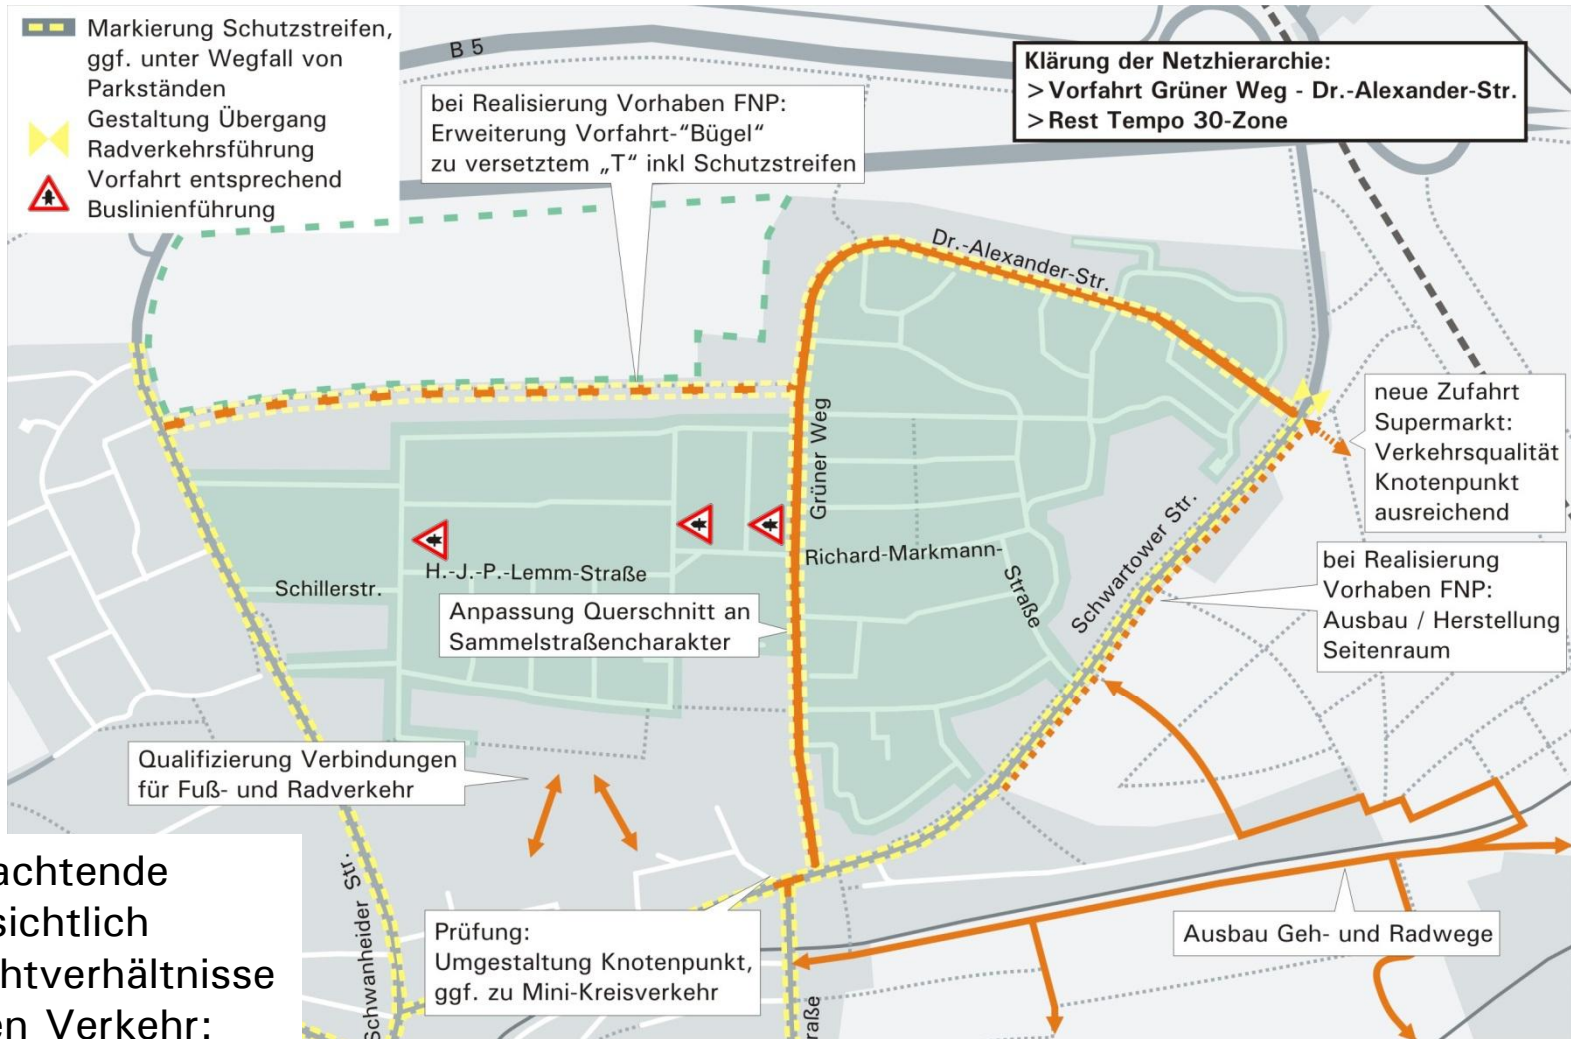 Markierung Schutzstreifen,
ggf. unter Wegfall von
Parkständen
Gestaltung Übergang
Radverkehrsführung
Vorfahrt entsprechend
Buslinienführung
B 5
bei Realisierung Vorhaben FNP:
Erweiterung Vorfahrt-“Bügel“
zu versetztem „T“ inkl Schutzstreifen
Klärung der Netzhierarchie:
>Vorfahrt Grüner Weg - Dr.-Alexander-Str.
>Rest Tempo 30-Zone
Dr.-Alexander-Str.
Grüner Weg
neue Zufahrt
Supermarkt:
Verkehrsqualität
Knotenpunkt
ausreichend
Schwartower Str.
Richard-Markmann-
Straße
H.-J.-P.-Lemm-Straße
Schillerstr.
Anpassung Querschnitt an
Sammelstraßencharakter
bei Realisierung
Vorhaben FNP:
Ausbau / Herstellung
Seitenraum
Qualifizierung Verbindungen
für Fuß- und Radverkehr
Schwanheider Str.
Prüfung:
Umgestaltung Knotenpunkt,
ggf. zu Mini-Kreisverkehr
Ausbau Geh- und Radwege
raße
achtende
sichtlich
chtverhältnisse
en Verkehr: